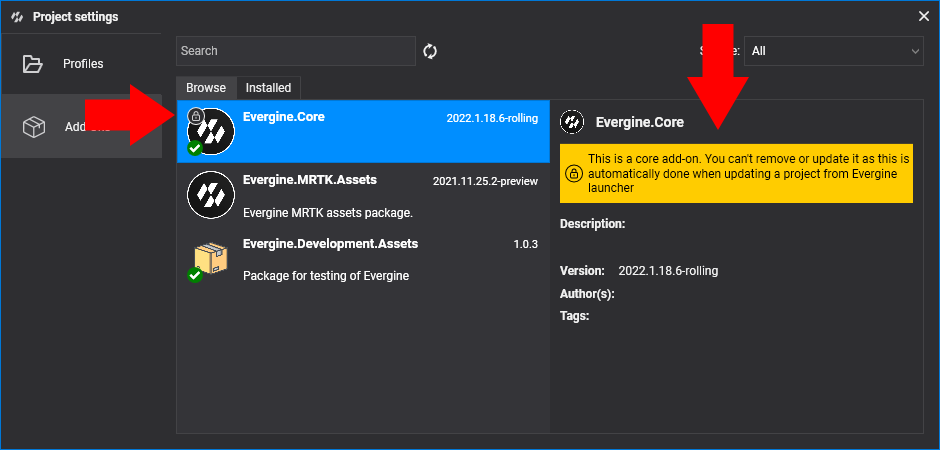 Project settings
Profiles
Search
All
Browse
Installed
Evergine.Core
2022.1.18.6-rolling
Evergine.MRTK.Assets
2021.11.25.2-preview
Evergine MRTK assets package.
Evergine.Development.Assets
1.0.3
Package for testing of Evergine
Evergine.Core
This is a core add-on. You can't remove or update it as this is
automatically done when updating a project from Evergine
launcher
Description:
Version: 2022.1.18.6-rolling
Author(s):
Tags: